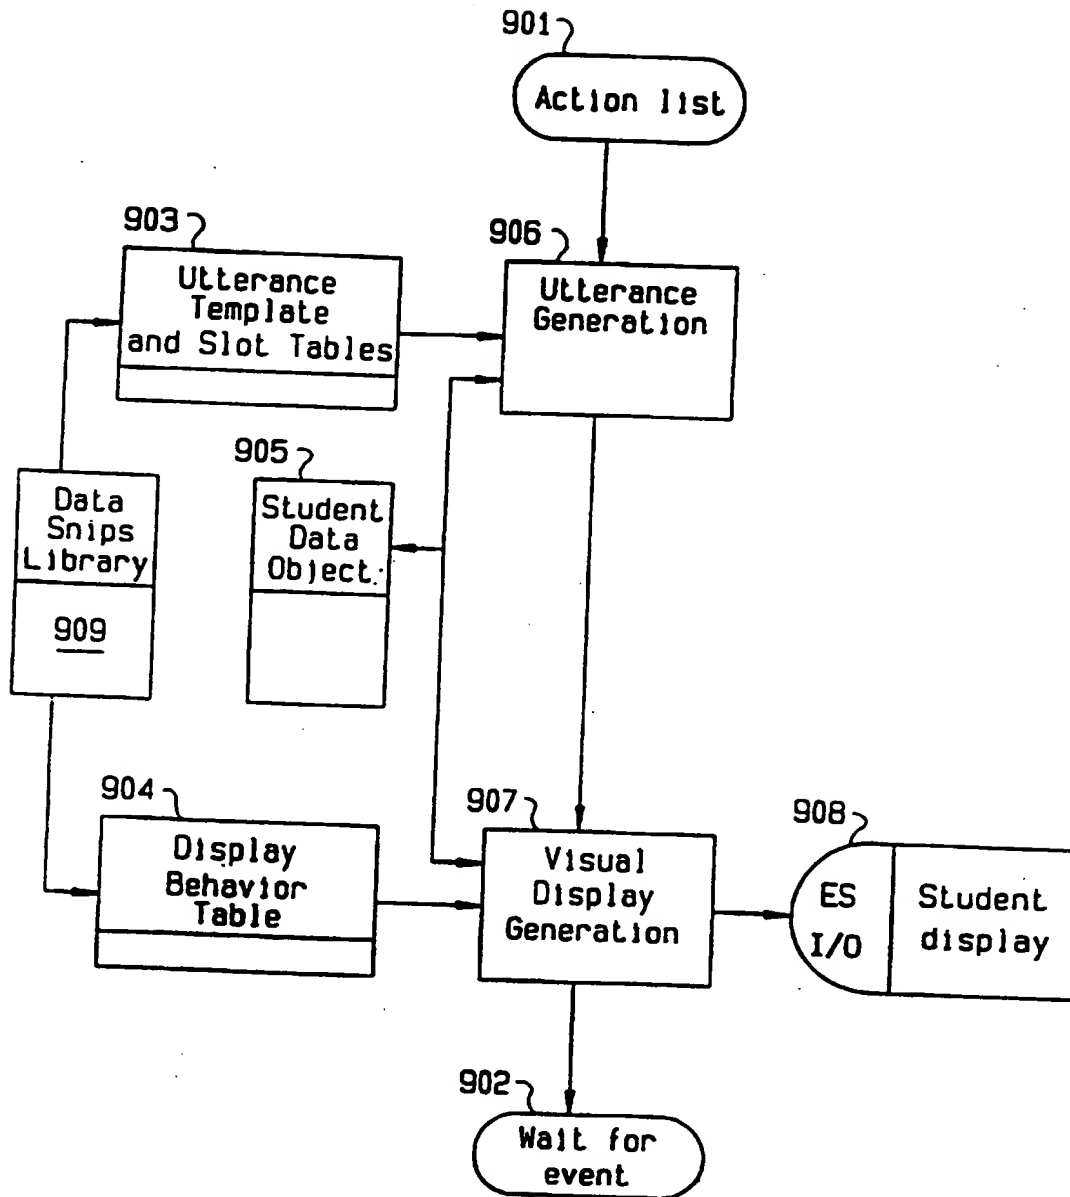 901
Action list
903
Utterance
Template
and Slot Tables
906
Utterance
Generation
905
Student
Data
Object
Data
Snips
Library
909
904
Display
Behavior
Table
907
Visual
Display
Generation
908
ES
I/O
Student
display
902
Wait for
event